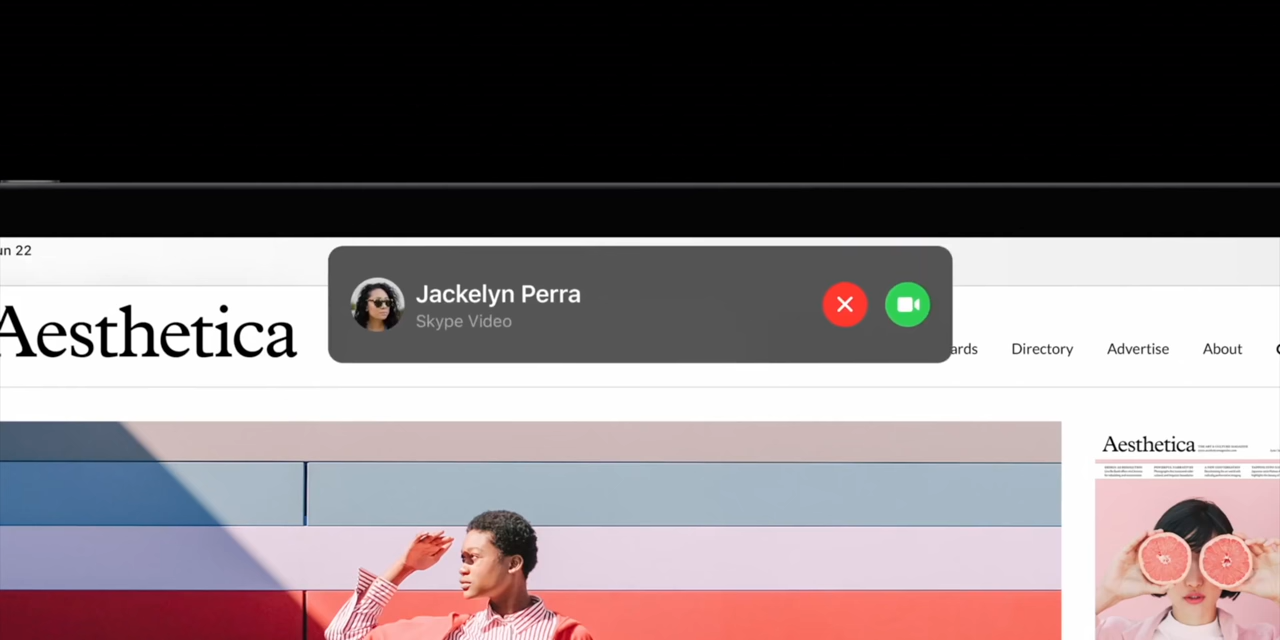 un 22
Jackelyn Perra
Skype Video
Aesthetica
ards Directory Advertise About
Aesthetica